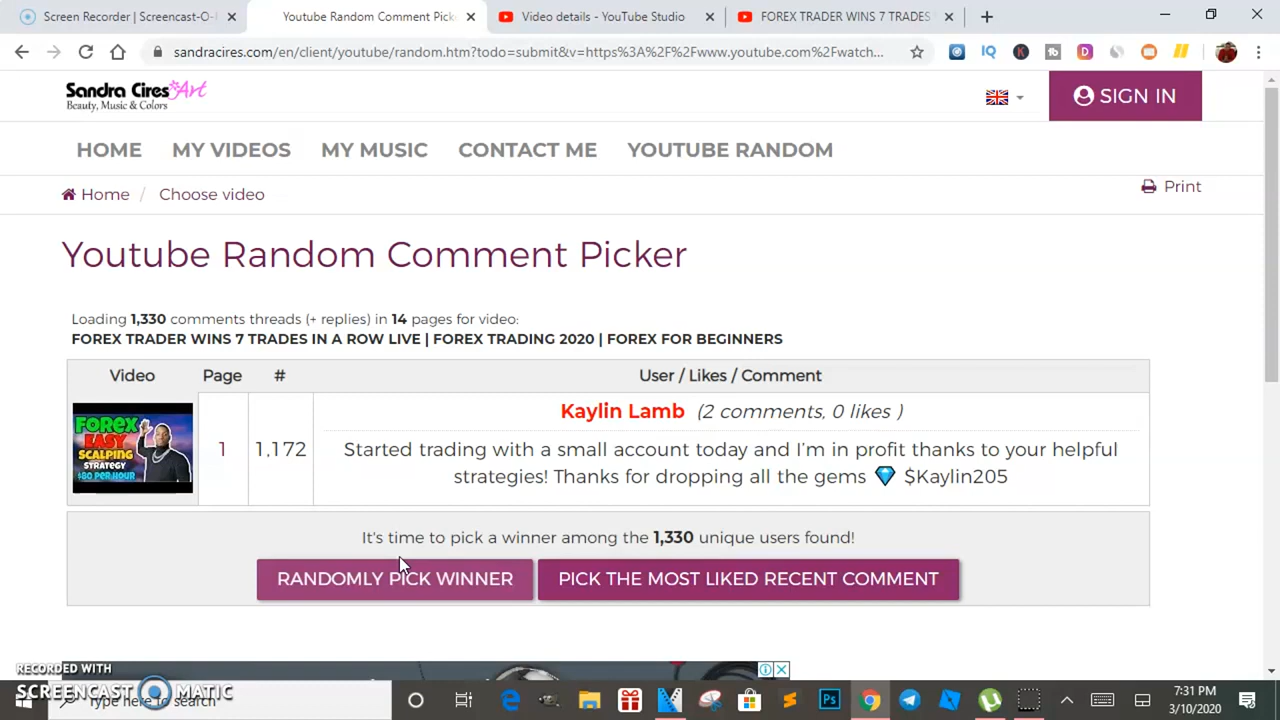 Screen Recorder | Screencast-O-
Youtube Random Comment Picke
Video details - YouTube Studio
FOREX TRADER WINS 7 TRADES
sandracires.com/en/client/youtube/random.htm?todo=submit&v=https%3A%2F%2Fwww.youtube.com%2Fwatch...
Sandra Cires Art
Beauty, Music & Colors
SIGN IN
HOME
MY VIDEOS
MY MUSIC
CONTACT ME
YOUTUBE RANDOM
Home / Choose video
Print
Youtube Random Comment Picker
Loading 1,330 comments threads (+ replies) in 14 pages for video:
FOREX TRADER WINS 7 TRADES IN A ROW LIVE | FOREX TRADING 2020 | FOREX FOR BEGINNERS
Video
Page
#
User / Likes / Comment
FOREX
EASY
SCALPING
STRATEGY
$80 PER HOUR
1
1,172
Kaylin Lamb (2 comments, 0 likes )
Started trading with a small account today and I'm in profit thanks to your helpful
strategies! Thanks for dropping all the gems 💎 $Kaylin205
It's time to pick a winner among the 1,330 unique users found!
RANDOMLY PICK WINNER
PICK THE MOST LIKED RECENT COMMENT
RECORDED WITH
SCREENCAST MATIC
Type here to search
7:31 PM
3/10/2020